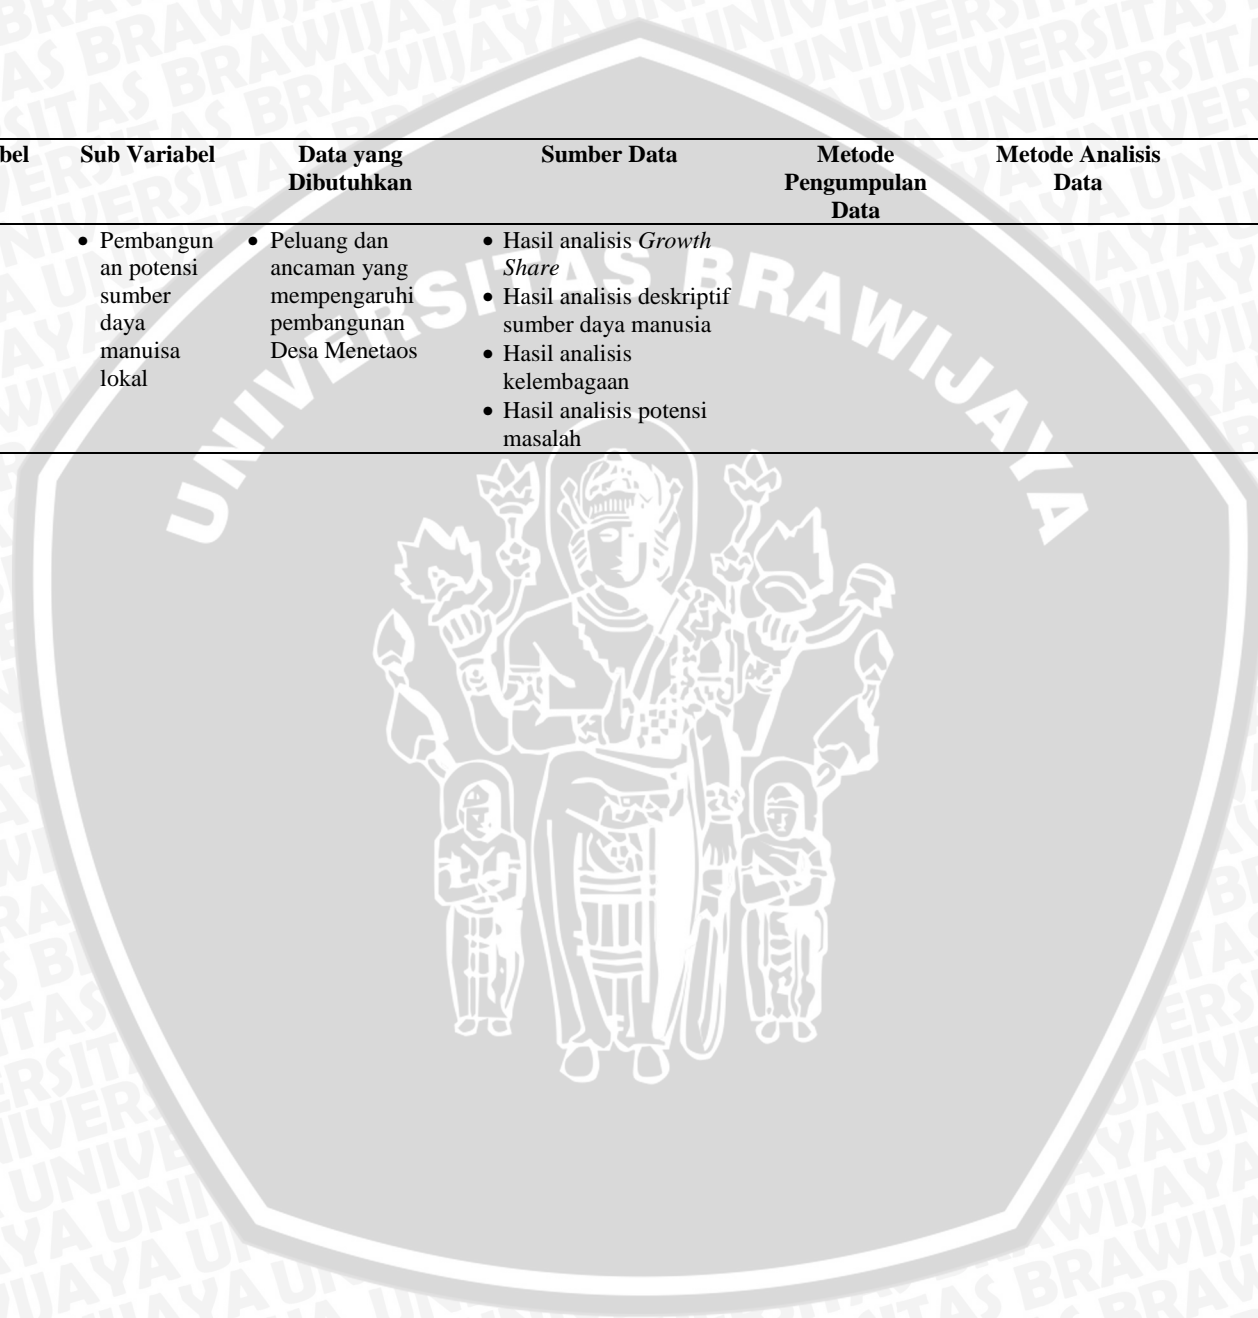 bel Sub Variabel Data yang Sumber Data Metode Metode Analisis
Dibutuhkan Pengumpulan Data
Data
• Pembangun
an potensi
sumber
daya
manuisa
lokal
• Peluang dan
ancaman yang
mempengaruhi
pembangunan
Desa Menetaos
• Hasil analisis Growth
Share
• Hasil analisis deskriptif
sumber daya manusia
• Hasil analisis
kelembagaan
• Hasil analisis potensi
masalah
UNIVERSITAS BRAWIJAYA